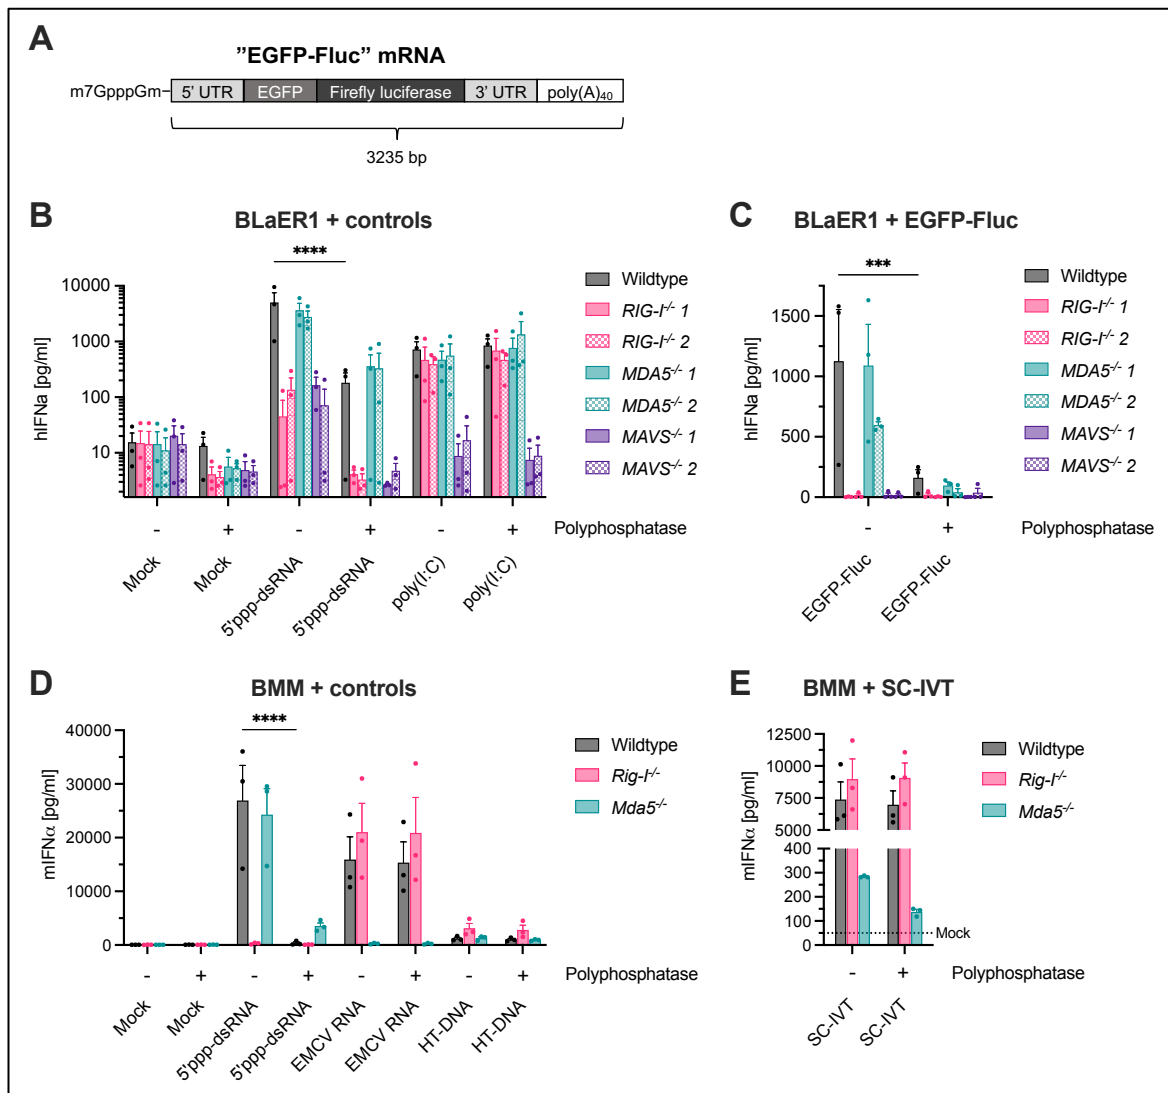 A
"EGFP-Fluc" mRNA
m7GpppGm
5' UTR
EGFP
Firefly luciferase
3' UTR
poly(A)40
3235 bp
B
BLaER1 + controls
hIFNa [pg/ml]
10000
1000
100
10
****
Wildtype
RIG-I-/- 1
RIG-I-/- 2
MDA5-/- 1
MDA5-/- 2
MAVS-/- 1
MAVS-/- 2
- + - + - + Polyphosphatase
Mock
Mock
5'ppp-dsRNA
5'ppp-dsRNA
poly(I:C)
poly(I:C)
C
BLaER1 + EGFP-Fluc
hIFNa [pg/ml]
1500
1000
500
0
***
Wildtype
RIG-I-/- 1
RIG-I-/- 2
MDA5-/- 1
MDA5-/- 2
MAVS-/- 1
MAVS-/- 2
- + Polyphosphatase
EGFP-Fluc
EGFP-Fluc
D
BMM + controls
mIFNα [pg/ml]
40000
30000
20000
10000
0
****
Wildtype
Rig-I-/-
Mda5-/-
- + - + - + - + Polyphosphatase
Mock
Mock
5'ppp-dsRNA
5'ppp-dsRNA
EMCV RNA
EMCV RNA
HT-DNA
HT-DNA
E
BMM + SC-IVT
mIFNα [pg/ml]
12500
10000
7500
5000
400
300
200
100
0
Mock
Wildtype
Rig-I-/-
Mda5-/-
- + Polyphosphatase
SC-IVT
SC-IVT